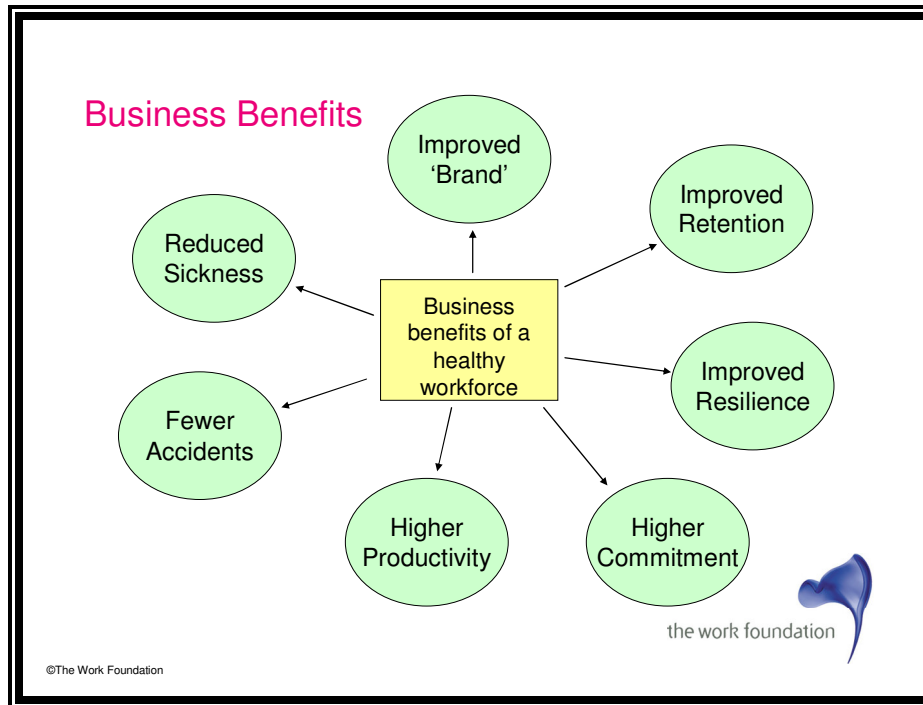 Business Benefits
Improved
‘Brand’
Improved
Retention
Reduced
Sickness
Business
benefits of a
healthy
workforce
Improved
Resilience
Fewer
Accidents
Higher
Productivity
Higher
Commitment
the work foundation
©The Work Foundation